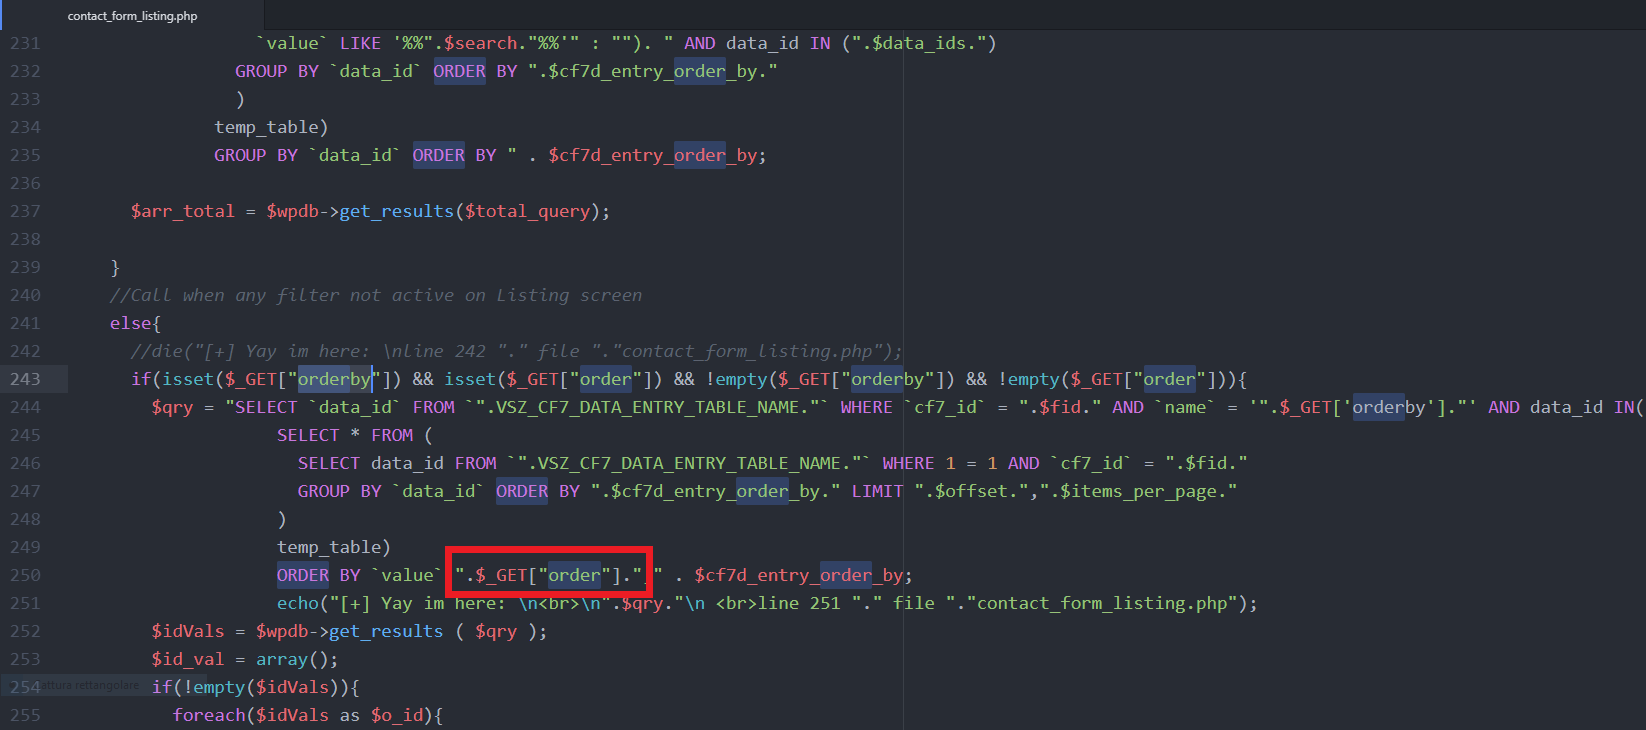 contact_form_listing.php
231 `value` LIKE '%%".$search."%%'" : ""). " AND data_id IN (".$data_ids.")
232 GROUP BY `data_id` ORDER BY ".$cf7d_entry_order_by."
233 )
234 temp_table)
235 GROUP BY `data_id` ORDER BY " . $cf7d_entry_order_by;
236
237 $arr_total = $wpdb->get_results($total_query);
238
239 }
240 //Call when any filter not active on Listing screen
241 else{
242 //die("[+] Yay im here: \nline 242 "." file "."contact_form_listing.php");
243 if(isset($_GET["orderby"]) && isset($_GET["order"]) && !empty($_GET["orderby"]) && !empty($_GET["order"])){
244 $qry = "SELECT `data_id` FROM `".VSZ_CF7_DATA_ENTRY_TABLE_NAME."` WHERE `cf7_id` = ".$fid." AND `name` = '".$_GET['orderby']."' AND data_id IN(
245 SELECT * FROM (
246 SELECT data_id FROM `".VSZ_CF7_DATA_ENTRY_TABLE_NAME."` WHERE 1 = 1 AND `cf7_id` = ".$fid."
247 GROUP BY `data_id` ORDER BY ".$cf7d_entry_order_by." LIMIT ".$offset.",".$items_per_page."
248 )
249 temp_table)
250 ORDER BY `value` ".$_GET["order"].",)" . $cf7d_entry_order_by;
251 echo("[+] Yay im here: \n<br>\n".$qry."\n <br>line 251 "." file "."contact_form_listing.php");
252 $idVals = $wpdb->get_results ( $qry );
253 $id_val = array();
254 if(!empty($idVals)){
255 foreach($idVals as $o_id){